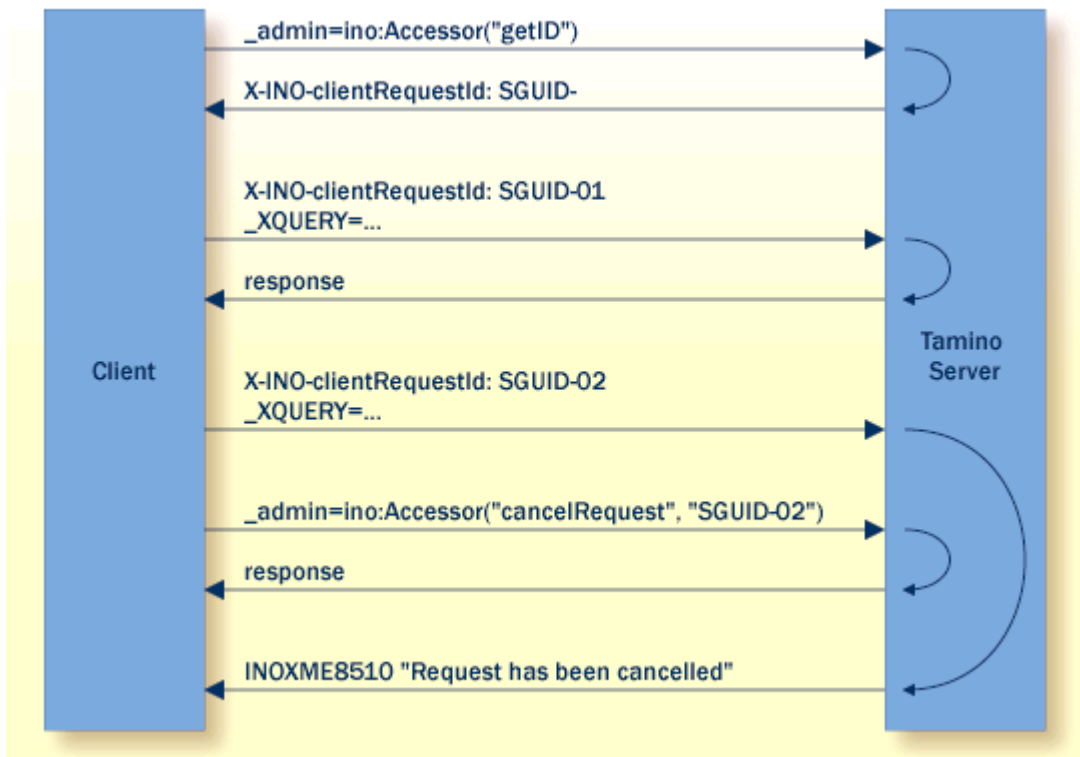 _admin=ino:Accessor("getID")
X-INO-clientRequestId: SGUID-
X-INO-clientRequestId: SGUID-01
_XQUERY=...
response
Client
Tamino
Server
X-INO-clientRequestId: SGUID-02
_XQUERY=...
_admin=ino:Accessor("cancelRequest", "SGUID-02")
response
INOXME8510 "Request has been cancelled"